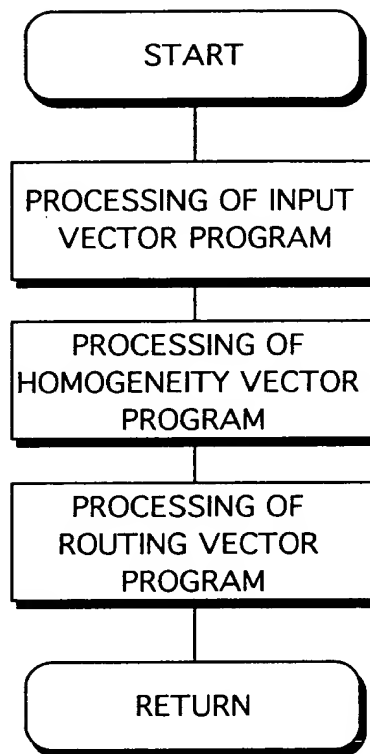 START
PROCESSING OF INPUT
VECTOR PROGRAM
PROCESSING OF
HOMOGENEITY VECTOR
PROGRAM
PROCESSING OF
ROUTING VECTOR
PROGRAM
RETURN